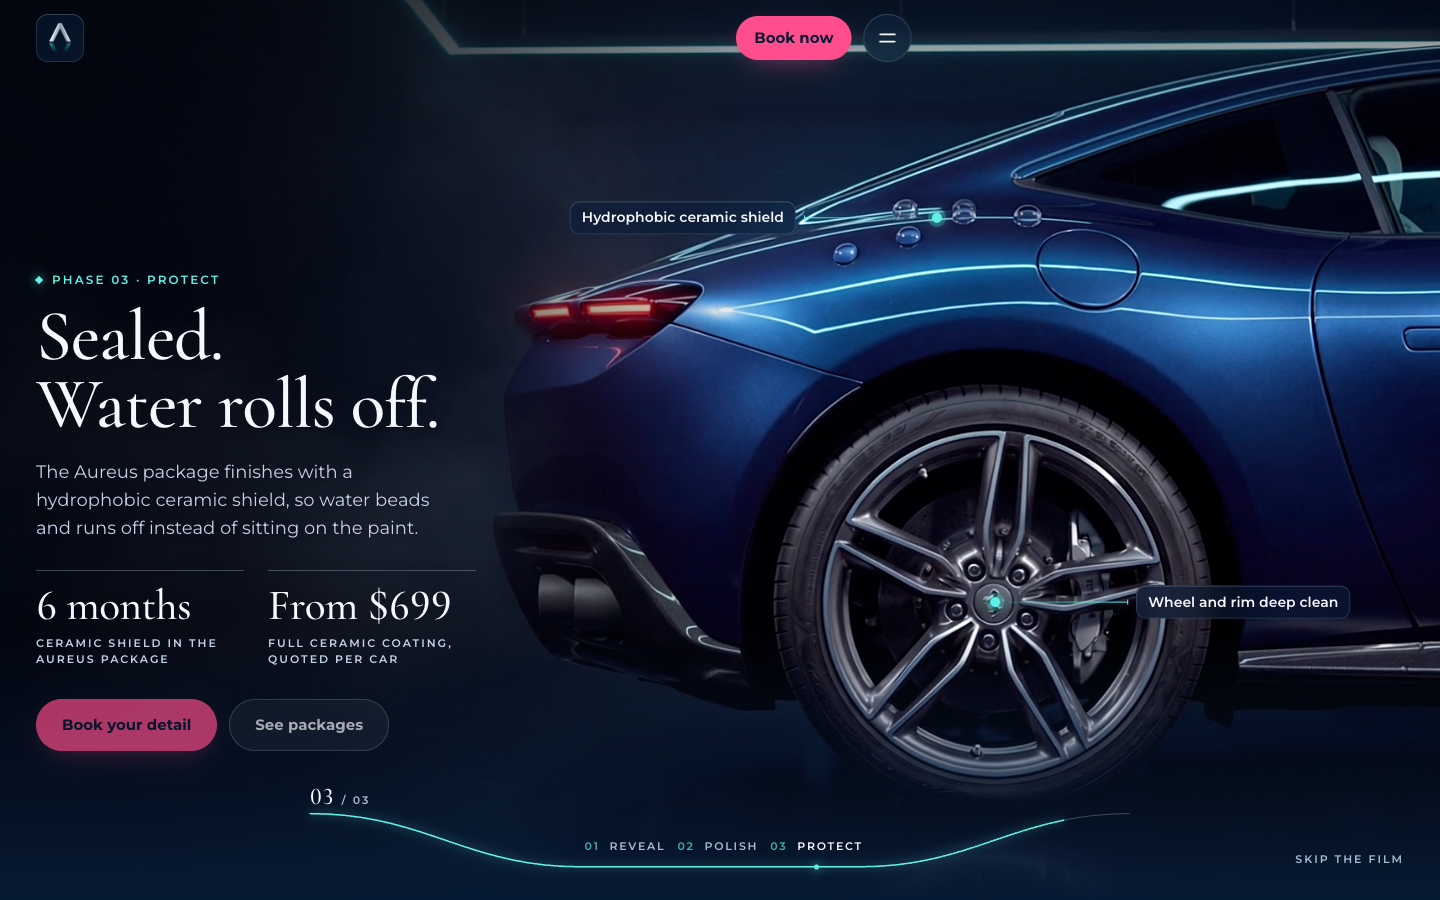 Book now
Hydrophobic ceramic shield
PHASE 03 · PROTECT
Sealed.
Water rolls off.
The Aureus package finishes with a
hydrophobic ceramic shield, so water beads
and runs off instead of sitting on the paint.
6 months
CERAMIC SHIELD IN THE
AUREUS PACKAGE
From $699
FULL CERAMIC COATING,
QUOTED PER CAR
Wheel and rim deep clean
Book your detail
See packages
03 / 03
01 REVEAL 02 POLISH 03 PROTECT
SKIP THE FILM